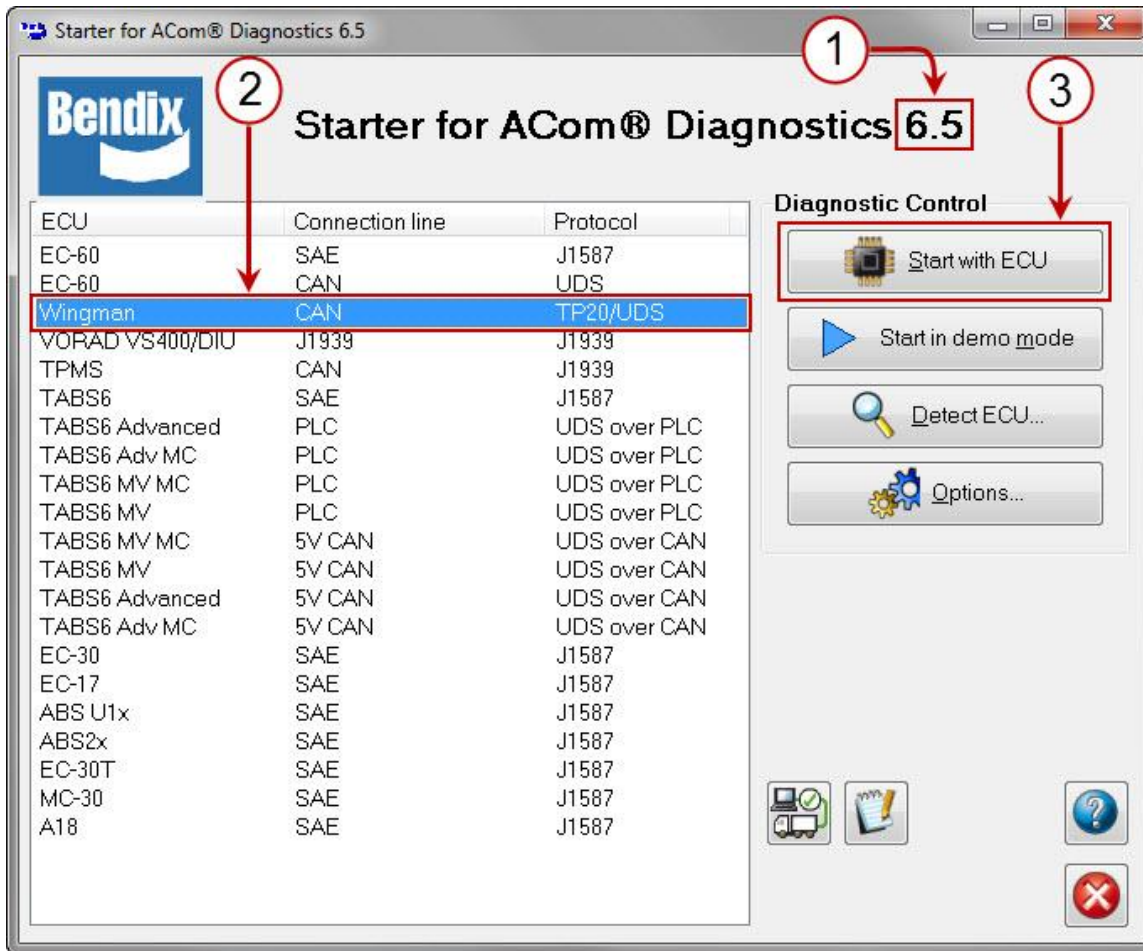 Starter for ACom® Diagnostics 6.5
1
2
3
Bendix
Starter for ACom® Diagnostics 6.5
ECU Connection line Protocol
EC-60 SAE J1587
EC-60 CAN UDS
Wingman CAN TP20/UDS
VORAD VS400/DIU J1939 J1939
TPMS CAN J1939
TABS6 SAE J1587
TABS6 Advanced PLC UDS over PLC
TABS6 Adv MC PLC UDS over PLC
TABS6 MV MC PLC UDS over PLC
TABS6 MV PLC UDS over PLC
TABS6 MV MC 5V CAN UDS over CAN
TABS6 MV 5V CAN UDS over CAN
TABS6 Advanced 5V CAN UDS over CAN
TABS6 Adv MC 5V CAN UDS over CAN
EC-30 SAE J1587
EC-17 SAE J1587
ABS U1x SAE J1587
ABS2x SAE J1587
EC-30T SAE J1587
MC-30 SAE J1587
A18 SAE J1587
Diagnostic Control
Start with ECU
Start in demo mode
Detect ECU...
Options...